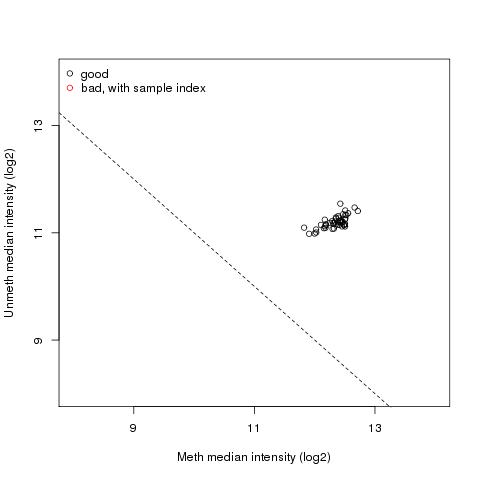 good
bad, with sample index
13
11
9
Unmeth median intensity (log2)
9 11 13
Meth median intensity (log2)